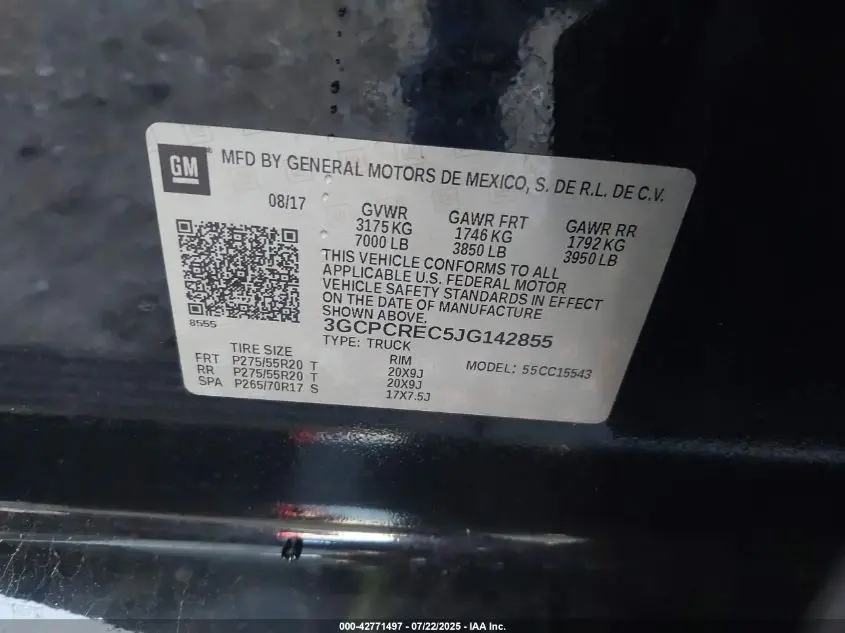 GM
MFD BY GENERAL MOTORS DE MEXICO, S. DE R.L. DE C.V.
08/17
GVWR GAWR FRT GAWR RR
3175 KG 1746 KG 1792 KG
7000 LB 3850 LB 3950 LB
THIS VEHICLE CONFORMS TO ALL
APPLICABLE U.S. FEDERAL MOTOR
VEHICLE SAFETY STANDARDS IN EFFECT
ON THE DATE OF MANUFACTURE
SHOWN ABOVE.
8555
3GCPCREC5JG142855
TYPE: TRUCK
TIRE SIZE RIM MODEL: 55CC15543
FRT P275/55R20 T 20X9J
RR P275/55R20 T 20X9J
SPA P265/70R17 S 17X7.5J
000-42771497 - 07/22/2025 - IAA Inc.